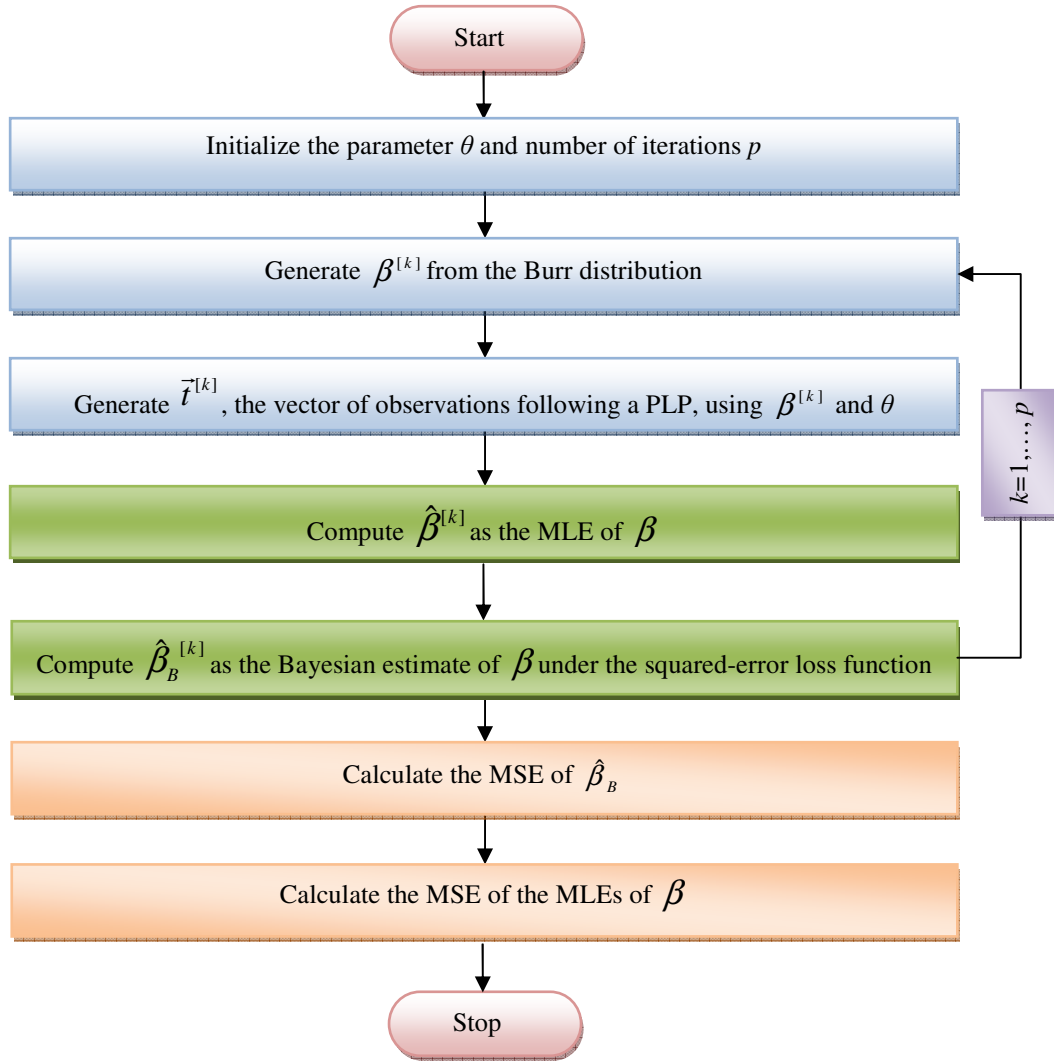 Start
Initialize the parameter θ and number of iterations p
Generate β^[k] from the Burr distribution
Generate t⃗^[k], the vector of observations following a PLP, using β^[k] and θ
k=1,…, p
Compute β̂^[k] as the MLE of β
Compute β̂_B^[k] as the Bayesian estimate of β under the squared-error loss function
Calculate the MSE of β̂_B
Calculate the MSE of the MLEs of β
Stop